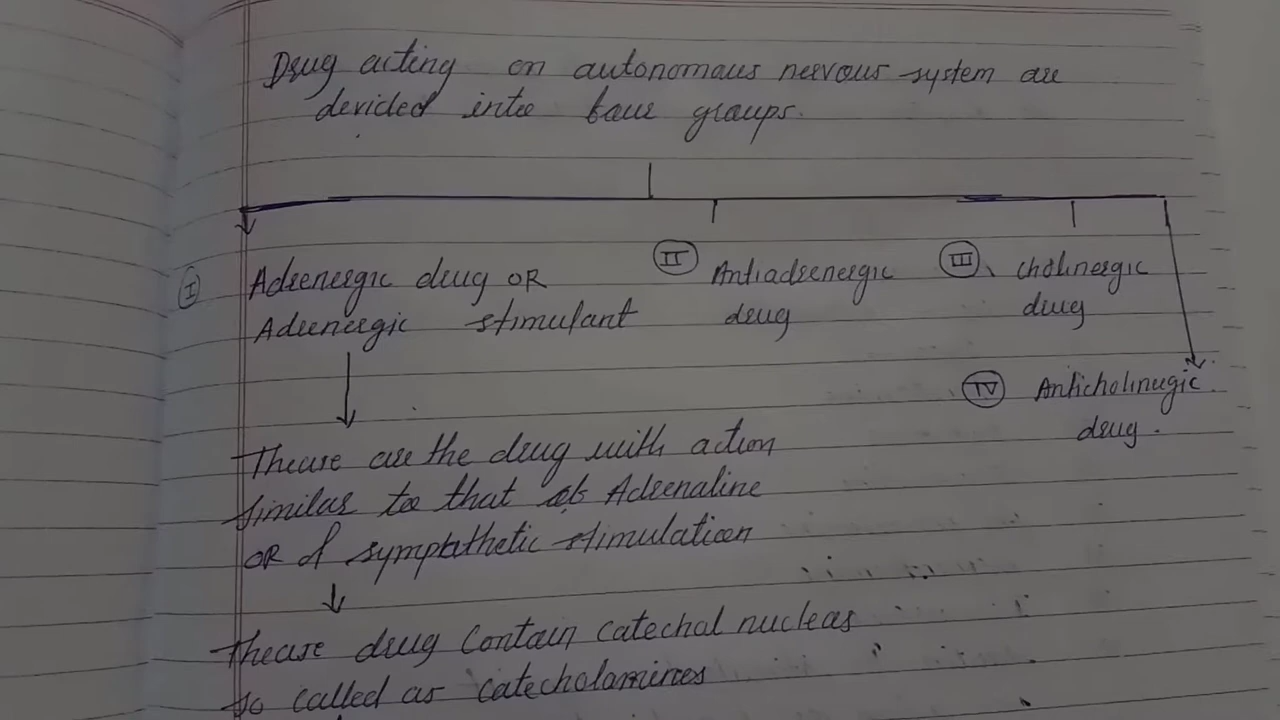 Drug acting on autonomous nervous system are
devided into four groups.
I Adrenergic drug OR
Adrenergic stimulant
II Antiadrenergic
drug
III cholinergic
drug
IV Anticholinergic
drug.
These are the drug with action
similar to that of Adrenaline
OR of sympathetic stimulation
These drug contain catechal nucleas
so called as catecholamines